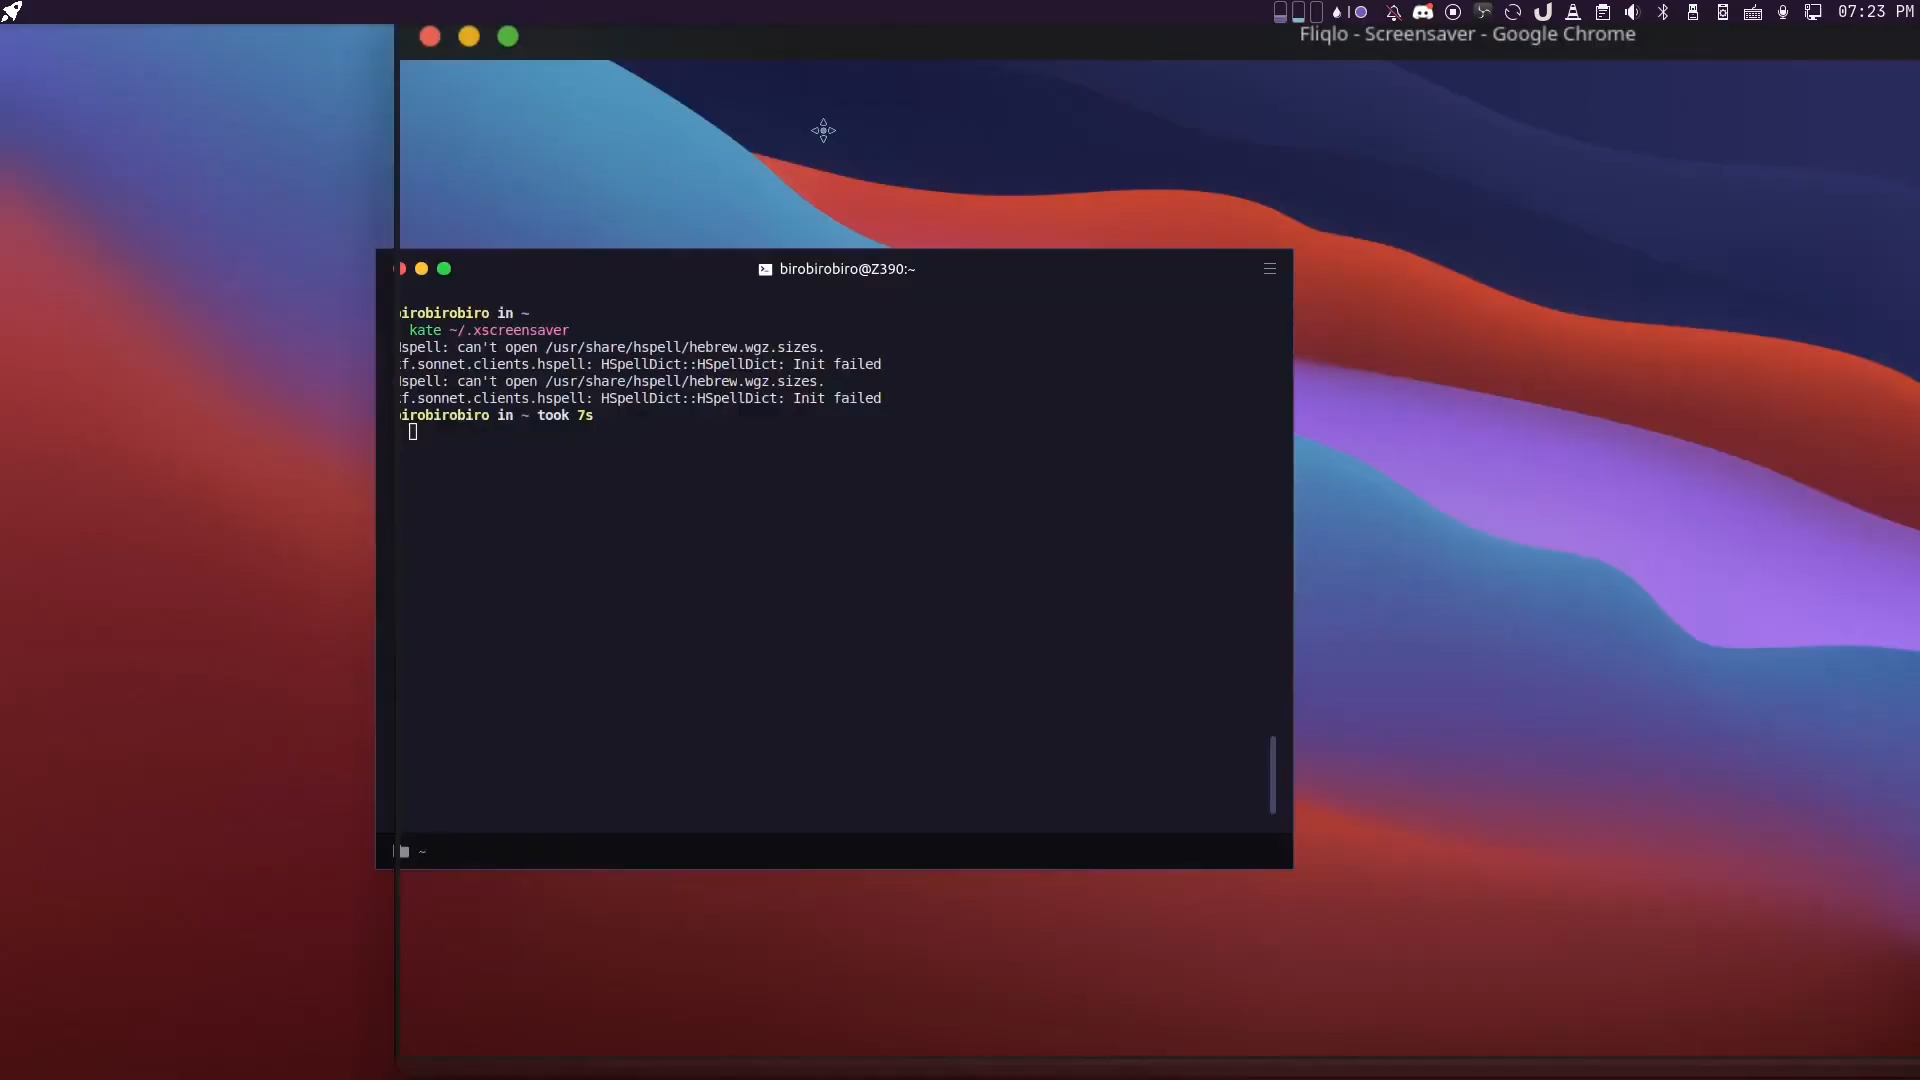 07:23 PM
Fliqlo - Screensaver - Google Chrome
birobirobiro@Z390:~
irobirobiro in ~
kate ~/.xscreensaver
spell: can't open /usr/share/hspell/hebrew.wgz.sizes.
f.sonnet.clients.hspell: HSpellDict::HSpellDict: Init failed
spell: can't open /usr/share/hspell/hebrew.wgz.sizes.
f.sonnet.clients.hspell: HSpellDict::HSpellDict: Init failed
irobirobiro in ~ took 7s
~